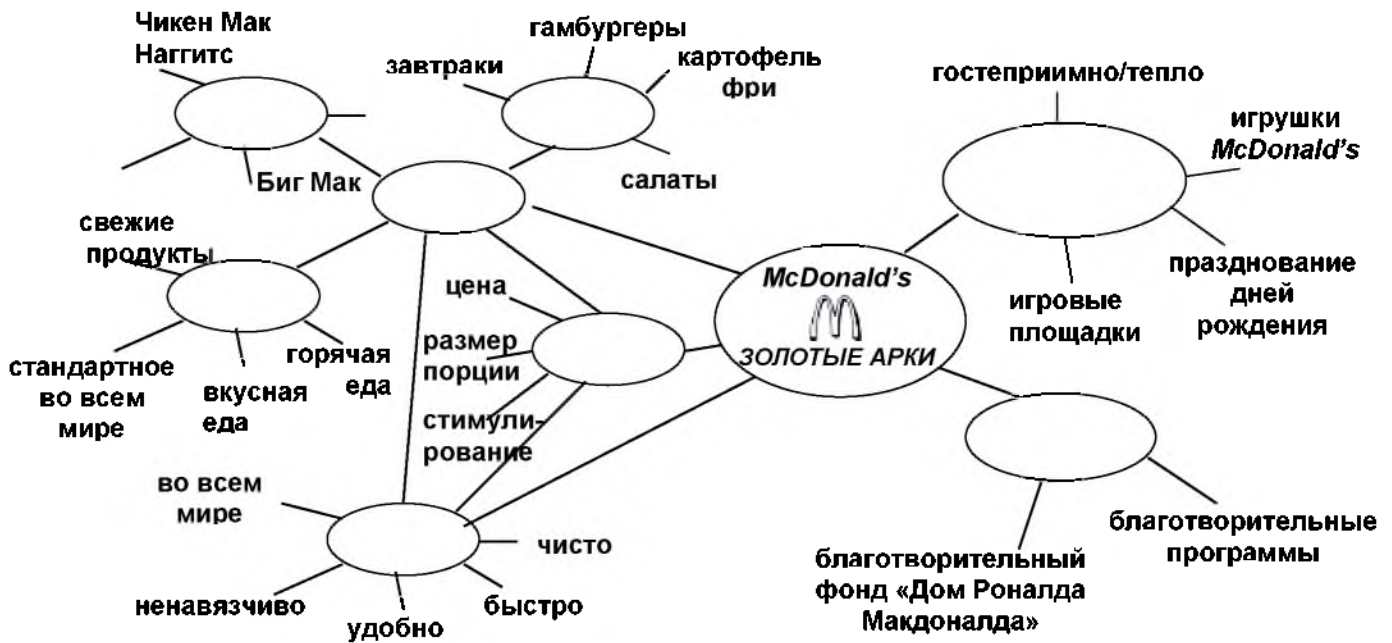 Чикен Мак
Наггитс
гамбургеры
завтраки
картофель
фри
гостеприимно/тепло
игрушки
McDonald's
Биг Мак
салаты
свежие
продукты
цена
McDonald's
ЗОЛОТЫЕ АРКИ
игровые
площадки
празднование
дней
рождения
размер
порции
горячая
еда
стандартное
во всем
мире
вкусная
еда
стимули-
рование
во всем
мире
чисто
ненавязчиво
удобно
быстро
благотворительный
фонд «Дом Роналда
Макдоналда»
благотворительные
программы